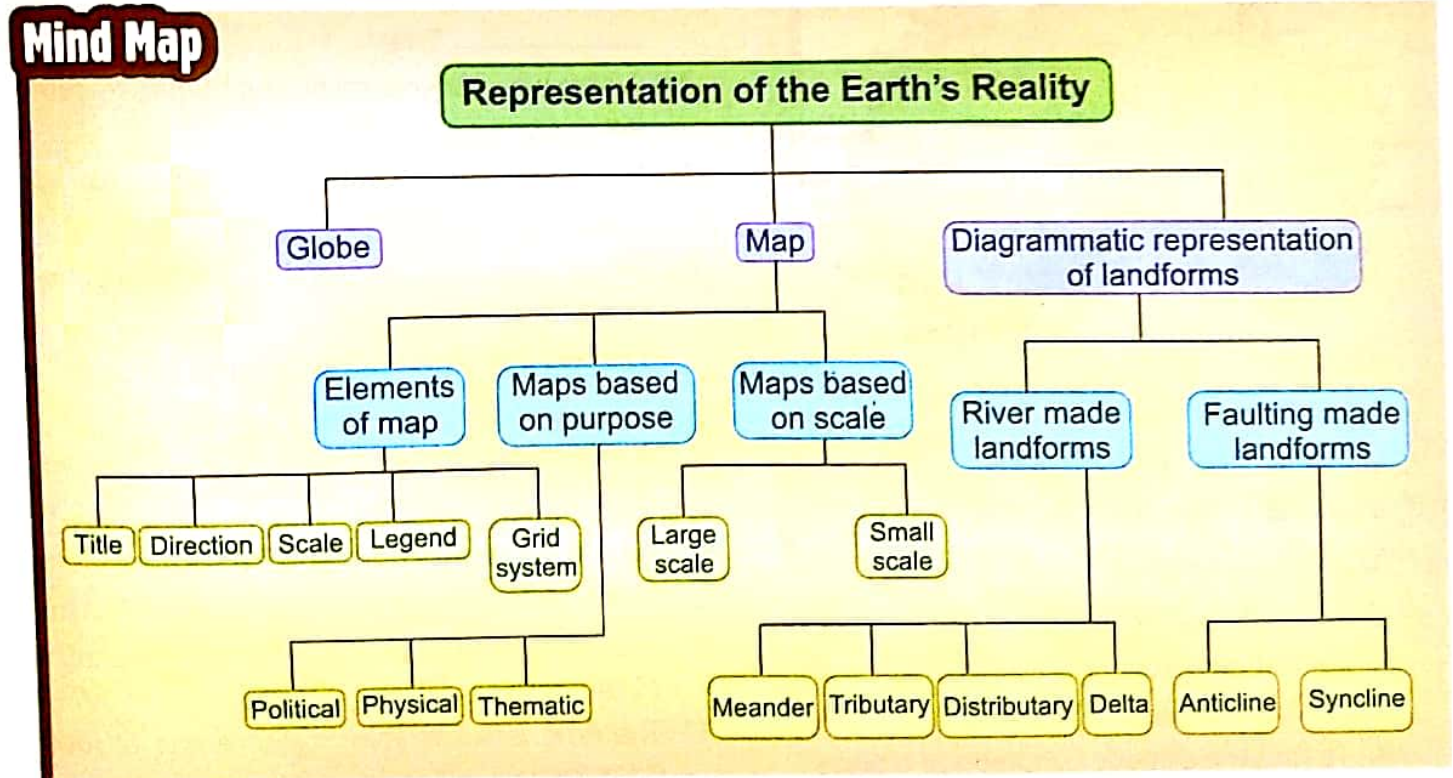 Mind Map
Representation of the Earth's Reality
Globe
Map
Diagrammatic representation
of landforms
Elements
of map
Maps based
on purpose
Maps based
on scale
River made
landforms
Faulting made
landforms
Title
Direction
Scale
Legend
Grid
system
Large
scale
Small
scale
Political
Physical
Thematic
Meander
Tributary
Distributary
Delta
Anticline
Syncline